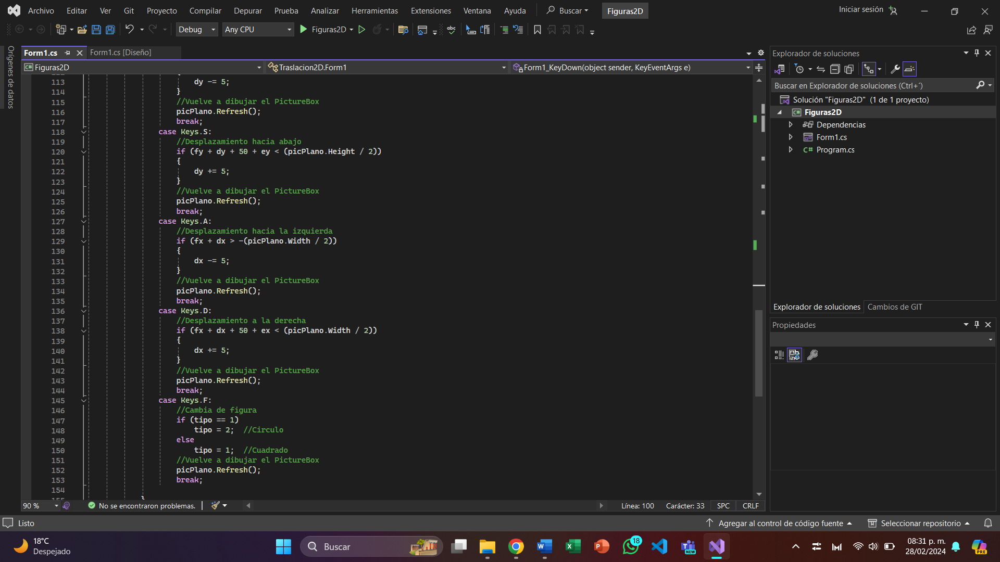 Archivo Editar Ver Git Proyecto Compilar Depurar Prueba Analizar Herramientas Extensiones Ventana Ayuda Buscar Figuras2D Iniciar sesión
Debug Any CPU Figuras2D
Orígenes de datos
Form1.cs Form1.cs [Diseño]
Figuras2D Traslacion2D.Form1 Form1_KeyDown(object sender, KeyEventArgs e)
113 dy -= 5;
114 }
115 //Vuelve a dibujar el PictureBox
116 picPlano.Refresh();
117 break;
118 case Keys.S:
119 //Desplazamiento hacia abajo
120 if (fy + dy + 50 + ey < (picPlano.Height / 2))
121 {
122 dy += 5;
123 }
124 //Vuelve a dibujar el PictureBox
125 picPlano.Refresh();
126 break;
127 case Keys.A:
128 //Desplazamiento hacia la izquierda
129 if (fx + dx > -(picPlano.Width / 2))
130 {
131 dx -= 5;
132 }
133 //Vuelve a dibujar el PictureBox
134 picPlano.Refresh();
135 break;
136 case Keys.D:
137 //Desplazamiento a la derecha
138 if (fx + dx + 50 + ex < (picPlano.Width / 2))
139 {
140 dx += 5;
141 }
142 //Vuelve a dibujar el PictureBox
143 picPlano.Refresh();
144 break;
145 case Keys.F:
146 //Cambia de figura
147 if (tipo == 1)
148 tipo = 2; //Circulo
149 else
150 tipo = 1; //Cuadrado
151 //Vuelve a dibujar el PictureBox
152 picPlano.Refresh();
153 break;
154
90 % No se encontraron problemas. Línea: 100 Carácter: 33 SPC CRLF
Explorador de soluciones
Buscar en Explorador de soluciones (Ctrl+´)
Solución "Figuras2D" (1 de 1 proyecto)
Figuras2D
Dependencias
Form1.cs
C# Program.cs
Explorador de soluciones Cambios de GIT
Propiedades
Listo Agregar al control de código fuente Seleccionar repositorio
18°C
Despejado
Buscar
18
NEW
08:31 p. m.
28/02/2024
PRE